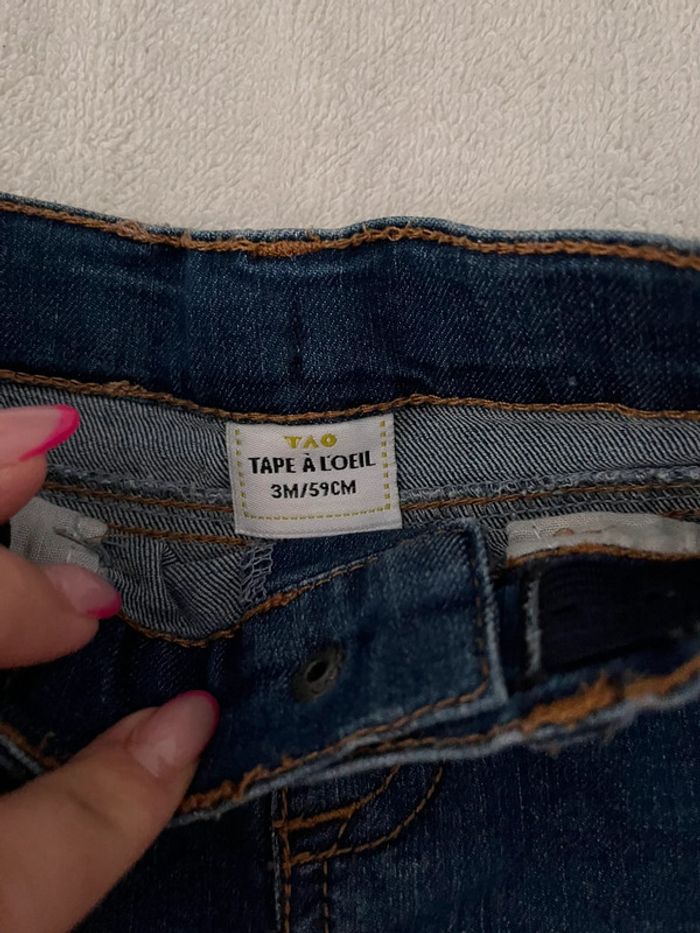 TAO
TAPE À L'OEIL
3M/59CM